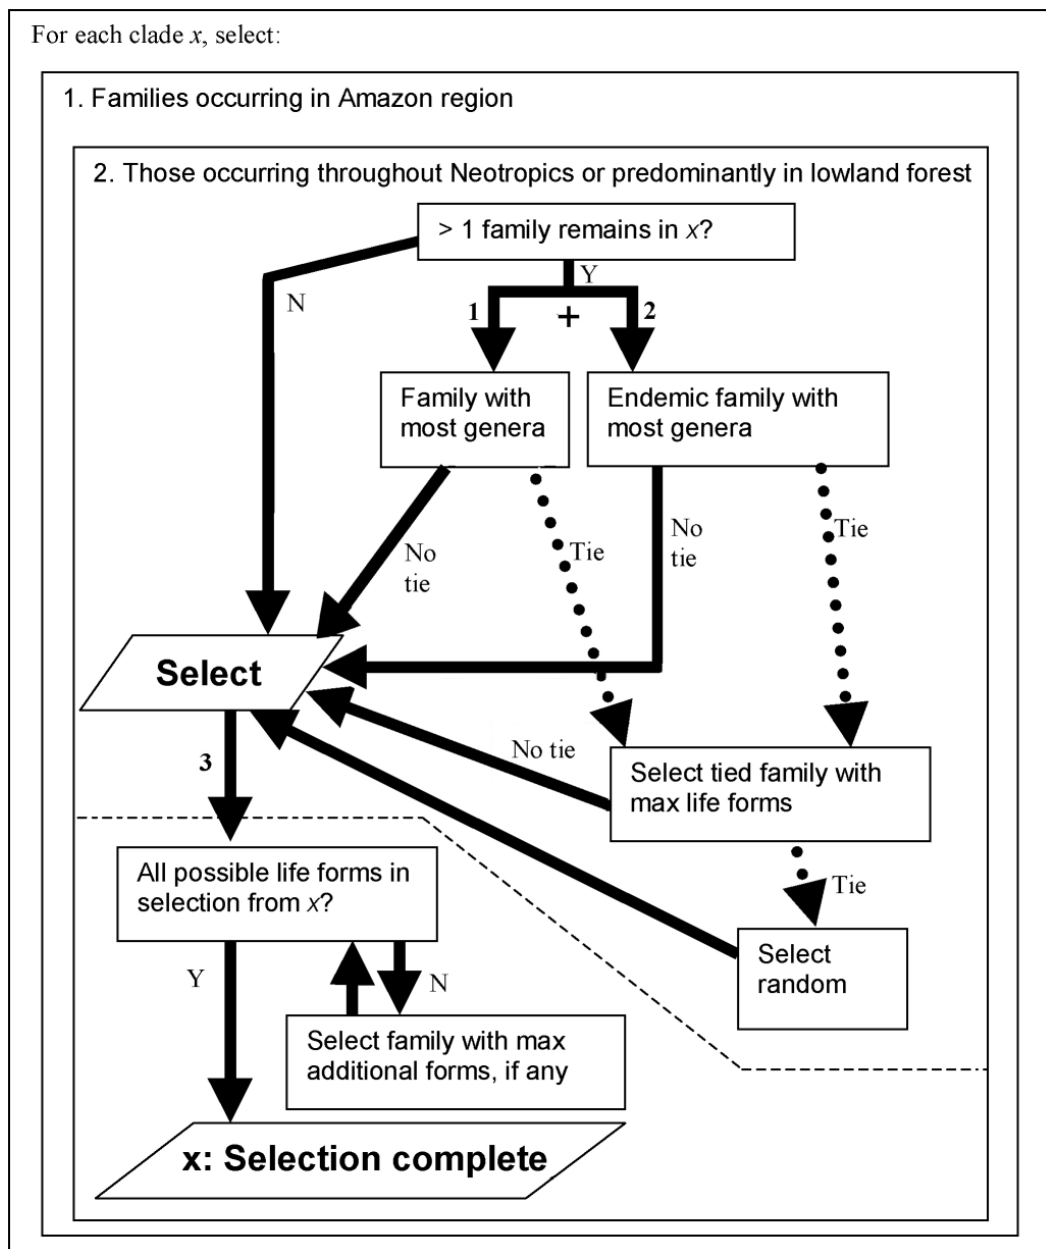 For each clade x, select:
1. Families occurring in Amazon region
2. Those occurring throughout Neotropics or predominantly in lowland forest
> 1 family remains in x?
N
Y
1
+
2
Family with
most genera
Endemic family with
most genera
No
tie
Tie
No
tie
Tie
Select
No tie
Select tied family with
max life forms
3
Tie
All possible life forms in
selection from x?
Select
random
Y
N
Select family with max
additional forms, if any
x: Selection complete